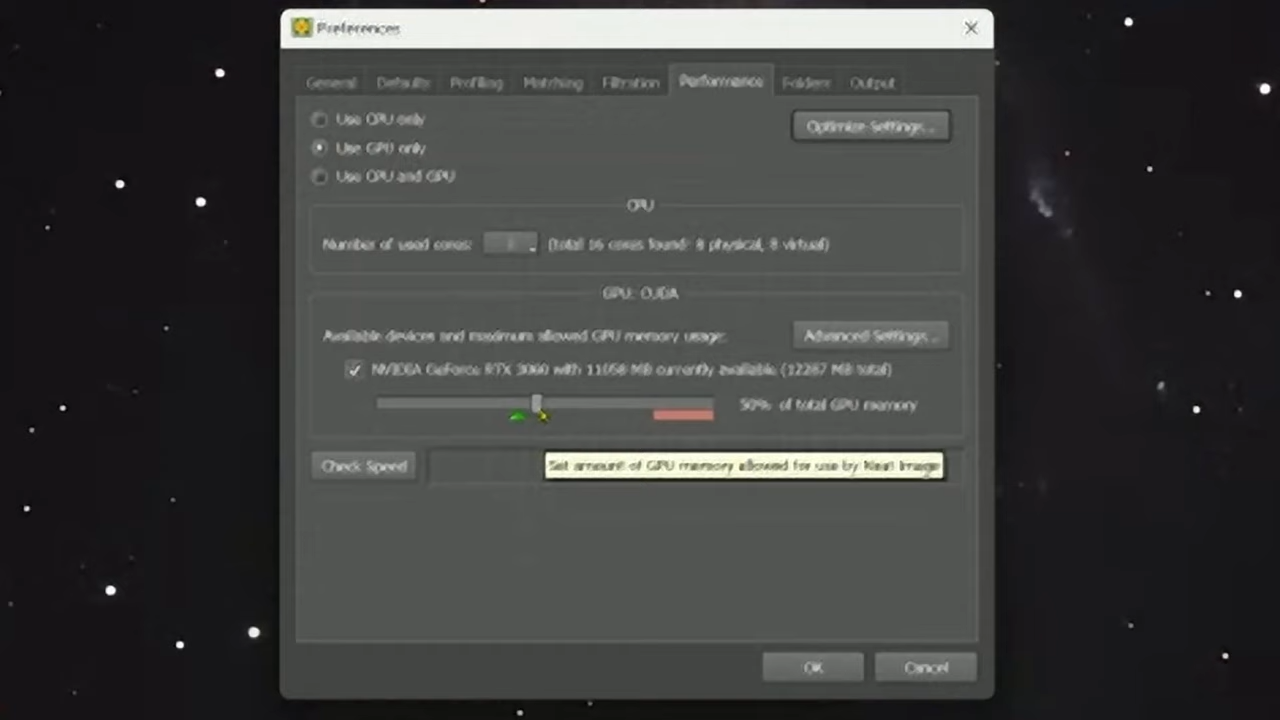 Preferences
General Defaults Profiling Matching Filtration Performance Folders Output
Use CPU only
Optimize Settings...
Use GPU only
Use CPU and GPU
CPU
Number of used cores: (total 16 cores found: 8 physical, 8 virtual)
GPU: CUDA
Available devices and maximum allowed GPU memory usage:
Advanced Settings...
NVIDIA GeForce RTX 3060 with 11058 MB currently available (12287 MB total)
50% of total GPU memory
Check Speed
Set amount of GPU memory allowed for use by Neat Image
OK
Cancel